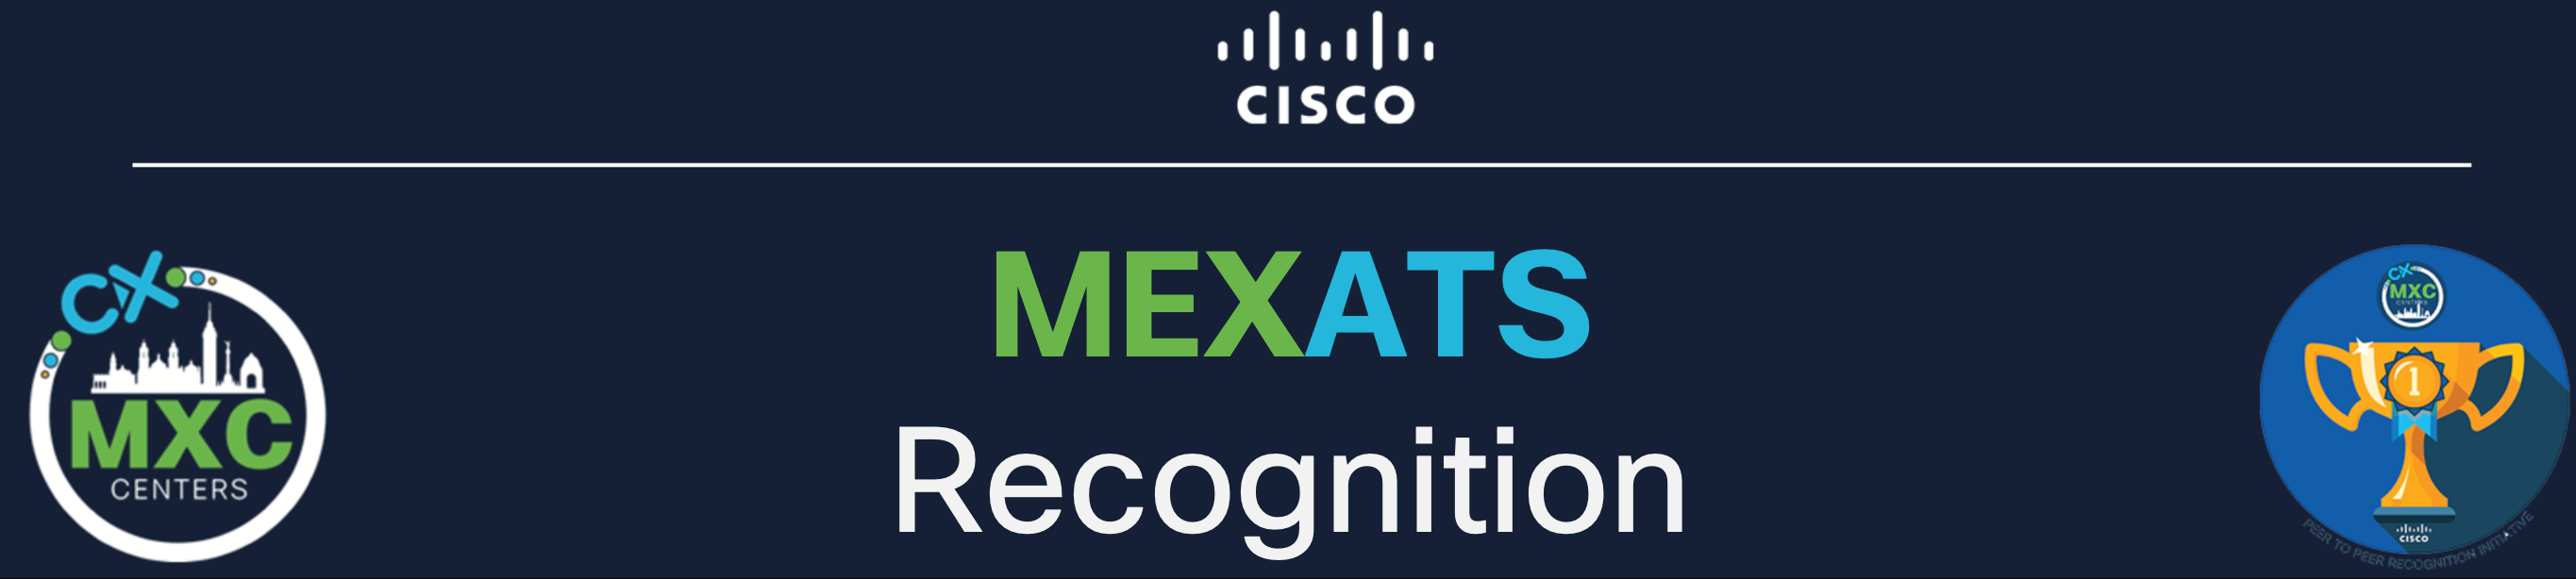 CISCO
MEXATS
Recognition
CX
MXC
CENTERS
CX
MXC
CENTERS
1
CISCO
PEER TO PEER RECOGNITION INITIATIVE